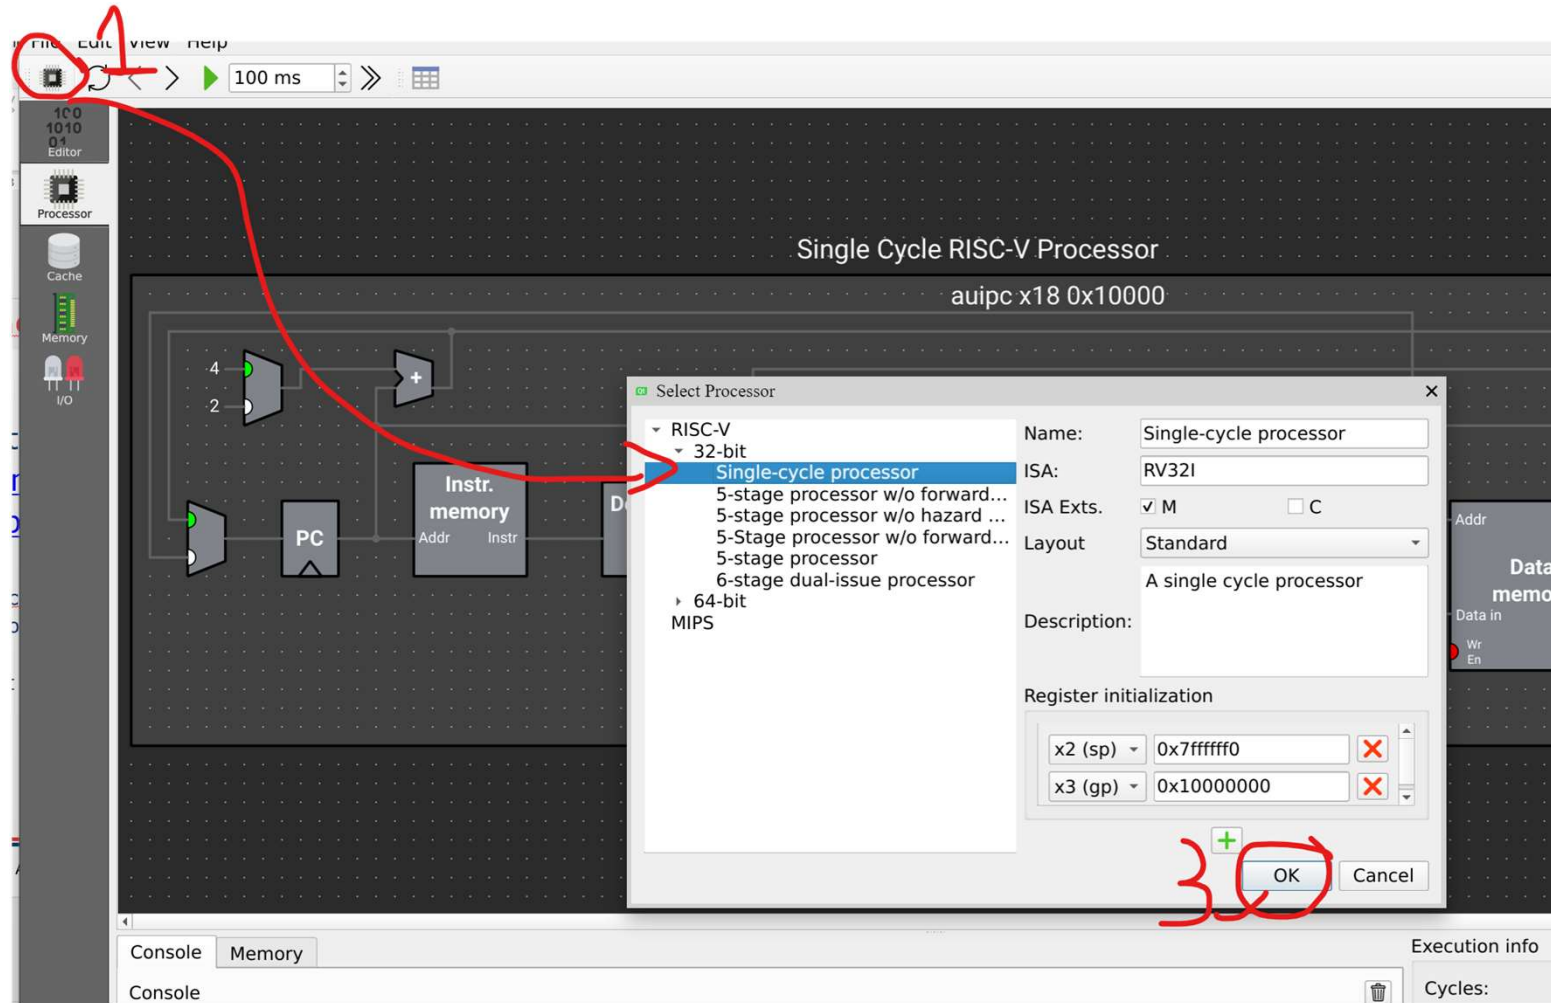 1
File Edit View Help
100 ms
100
1010
01
Editor
Processor
Cache
Memory
I/O
Single Cycle RISC-V Processor
auipc x18 0x10000
4
2
+
PC
Instr.
memory
Addr Instr
Select Processor
RISC-V
32-bit
Single-cycle processor
5-stage processor w/o forward...
5-stage processor w/o hazard ...
5-Stage processor w/o forward...
5-stage processor
6-stage dual-issue processor
64-bit
MIPS
Name: Single-cycle processor
ISA: RV32I
ISA Exts. M C
Layout Standard
Description: A single cycle processor
Register initialization
x2 (sp) 0x7ffffff0
x3 (gp) 0x10000000
3
OK Cancel
Addr
Data
Data in
Wr
En
Console Memory
Console
Execution info
Cycles: